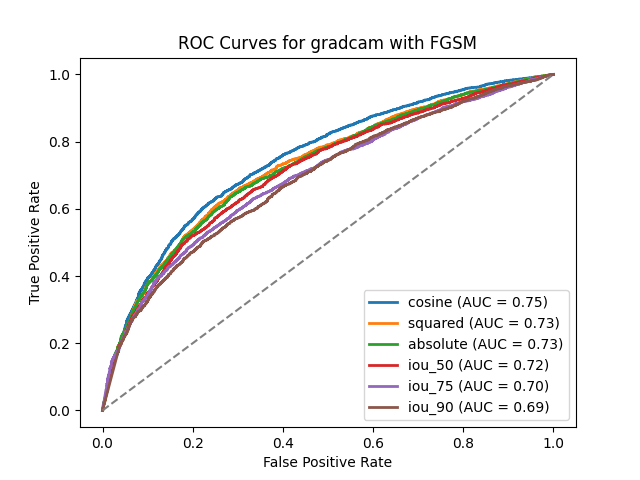 ROC Curves for gradcam with FGSM
True Positive Rate
1.0
0.8
0.6
0.4
0.2
0.0
cosine (AUC = 0.75)
squared (AUC = 0.73)
absolute (AUC = 0.73)
iou_50 (AUC = 0.72)
iou_75 (AUC = 0.70)
iou_90 (AUC = 0.69)
0.0 0.2 0.4 0.6 0.8 1.0
False Positive Rate